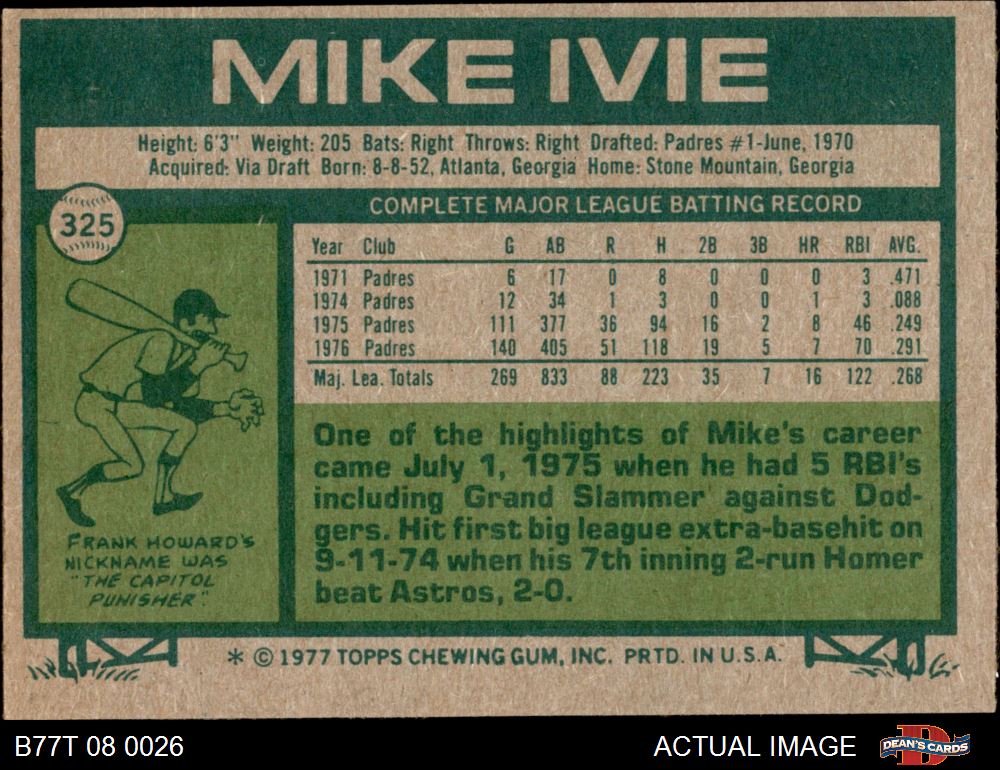 MIKE IVIE
Height: 6'3" Weight: 205 Bats: Right Throws: Right Drafted: Padres #1-June, 1970
Acquired: Via Draft Born: 8-8-52, Atlanta, Georgia Home: Stone Mountain, Georgia
325
COMPLETE MAJOR LEAGUE BATTING RECORD
Year Club G AB R H 2B 3B HR RBI AVG.
1971 Padres 6 17 0 8 0 0 0 3 .471
1974 Padres 12 34 1 3 0 0 1 3 .088
1975 Padres 111 377 36 94 16 2 8 46 .249
1976 Padres 140 405 51 118 19 5 7 70 .291
Maj. Lea. Totals 269 833 88 223 35 7 16 122 .268
One of the highlights of Mike's career
came July 1, 1975 when he had 5 RBI's
including Grand Slammer against Dod-
gers. Hit first big league extra-basehit on
9-11-74 when his 7th inning 2-run Homer
beat Astros, 2-0.
FRANK HOWARD'S
NICKNAME WAS
"THE CAPITOL
PUNISHER".
* © 1977 TOPPS CHEWING GUM, INC. PRTD. IN U.S.A.
B77T 08 0026
ACTUAL IMAGE
DEAN'S CARDS